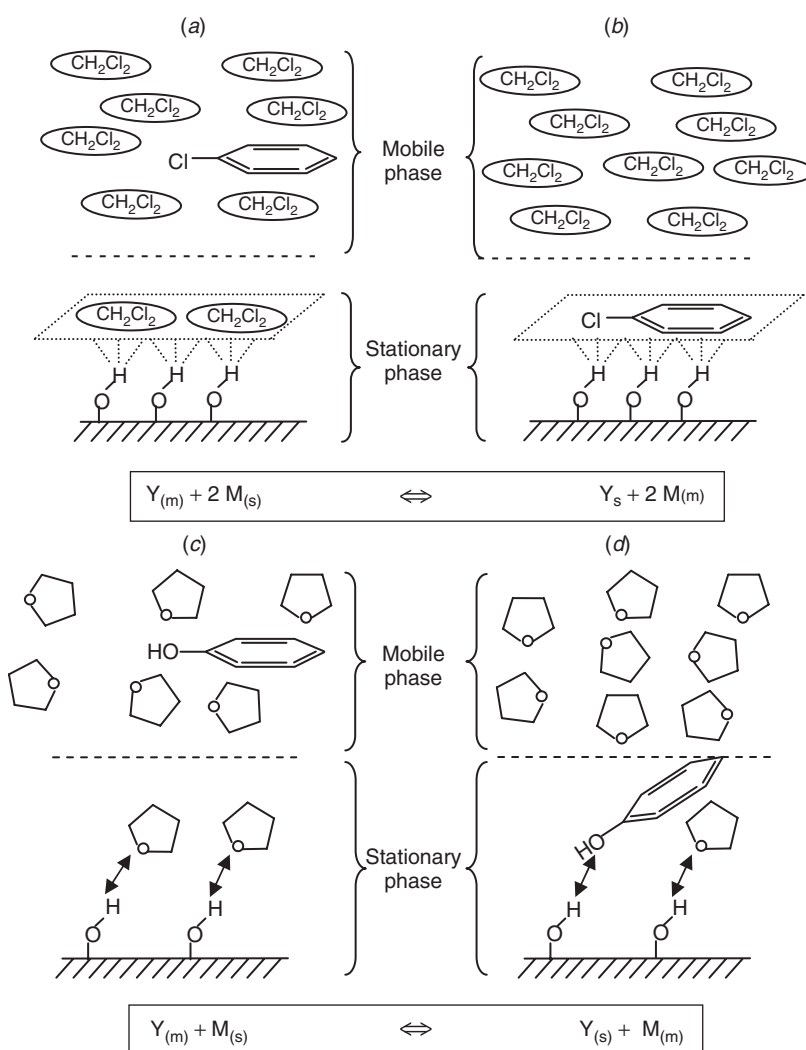 (a) (b)
CH₂Cl₂ CH₂Cl₂ CH₂Cl₂ CH₂Cl₂
CH₂Cl₂ CH₂Cl₂ CH₂Cl₂ CH₂Cl₂
CH₂Cl₂ Cl Mobile phase CH₂Cl₂ CH₂Cl₂ CH₂Cl₂
CH₂Cl₂ CH₂Cl₂ CH₂Cl₂ CH₂Cl₂
CH₂Cl₂ CH₂Cl₂ Stationary phase Cl
H H H H H H
O O O O O O
Y(m) + 2 M(s) ⇔ Yₛ + 2 M(m)
(c) (d)
HO Mobile phase
Stationary phase HO
H H H H
O O O O
Y(m) + M(s) ⇔ Y(s) + M(m)